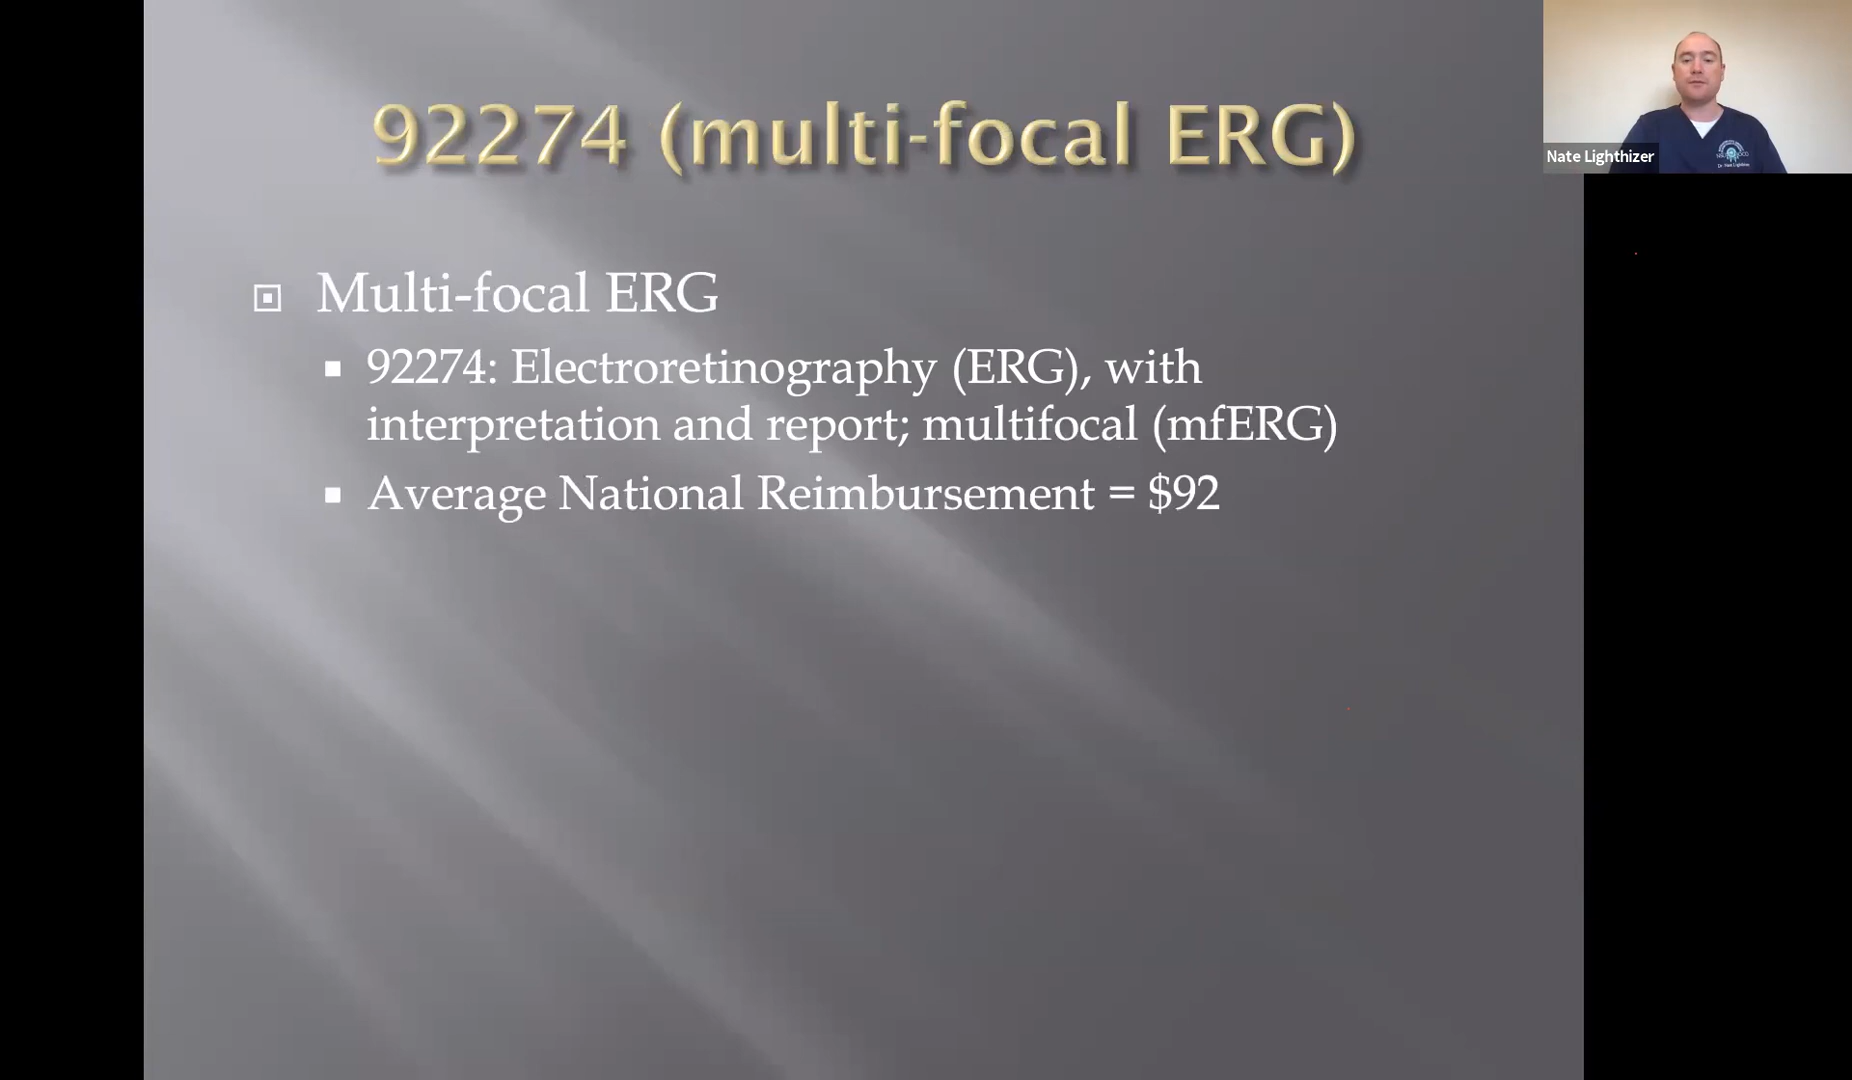 92274 (multi-focal ERG)
Nate Lighthizer
Multi-focal ERG
92274: Electroretinography (ERG), with
interpretation and report; multifocal (mfERG)
Average National Reimbursement = $92